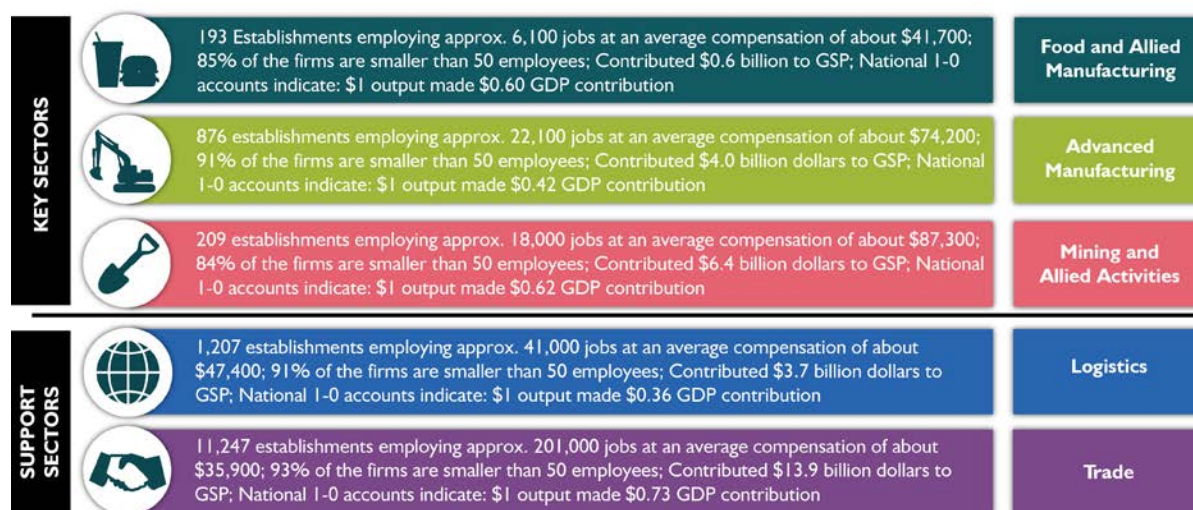 KEY SECTORS
193 Establishments employing approx. 6,100 jobs at an average compensation of about $41,700;
85% of the firms are smaller than 50 employees; Contributed $0.6 billion to GSP; National 1-0
accounts indicate: $1 output made $0.60 GDP contribution
Food and Allied
Manufacturing
876 establishments employing approx. 22,100 jobs at an average compensation of about $74,200;
91% of the firms are smaller than 50 employees; Contributed $4.0 billion dollars to GSP; National
1-0 accounts indicate: $1 output made $0.42 GDP contribution
Advanced
Manufacturing
209 establishments employing approx. 18,000 jobs at an average compensation of about $87,300;
84% of the firms are smaller than 50 employees; Contributed $6.4 billion dollars to GSP; National
1-0 accounts indicate: $1 output made $0.62 GDP contribution
Mining and
Allied Activities
SUPPORT
SECTORS
1,207 establishments employing approx. 41,000 jobs at an average compensation of about
$47,400; 91% of the firms are smaller than 50 employees; Contributed $3.7 billion dollars to
GSP; National 1-0 accounts indicate: $1 output made $0.36 GDP contribution
Logistics
11,247 establishments employing approx. 201,000 jobs at an average compensation of about
$35,900; 93% of the firms are smaller than 50 employees; Contributed $13.9 billion dollars to
GSP; National 1-0 accounts indicate: $1 output made $0.73 GDP contribution
Trade